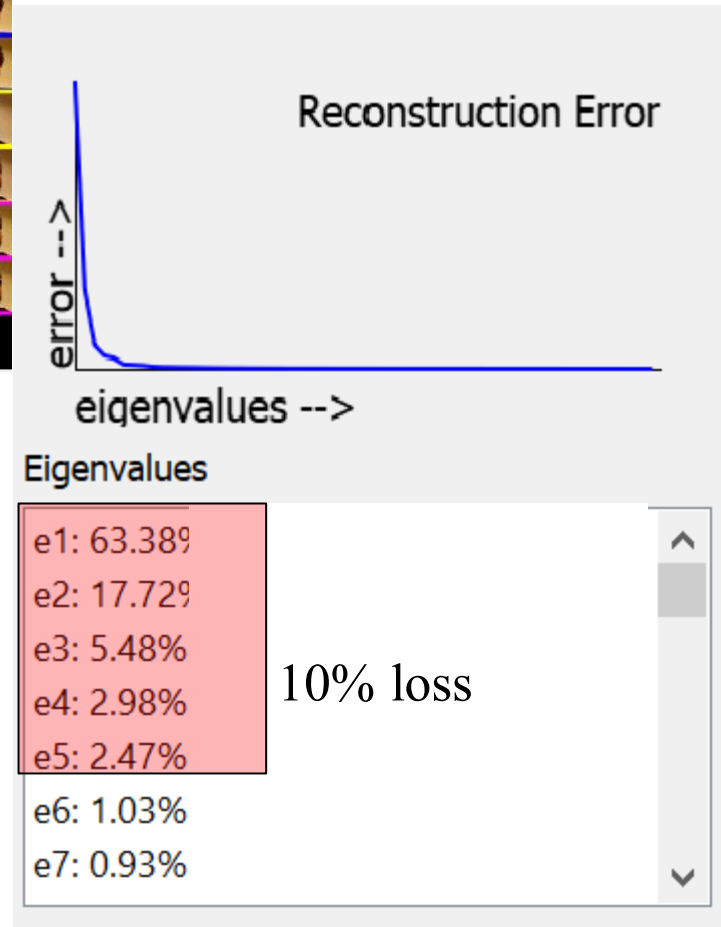 Reconstruction Error
error -->
eigenvalues -->
Eigenvalues
e1: 63.38%
e2: 17.72%
e3: 5.48%
e4: 2.98%
e5: 2.47%
10% loss
e6: 1.03%
e7: 0.93%